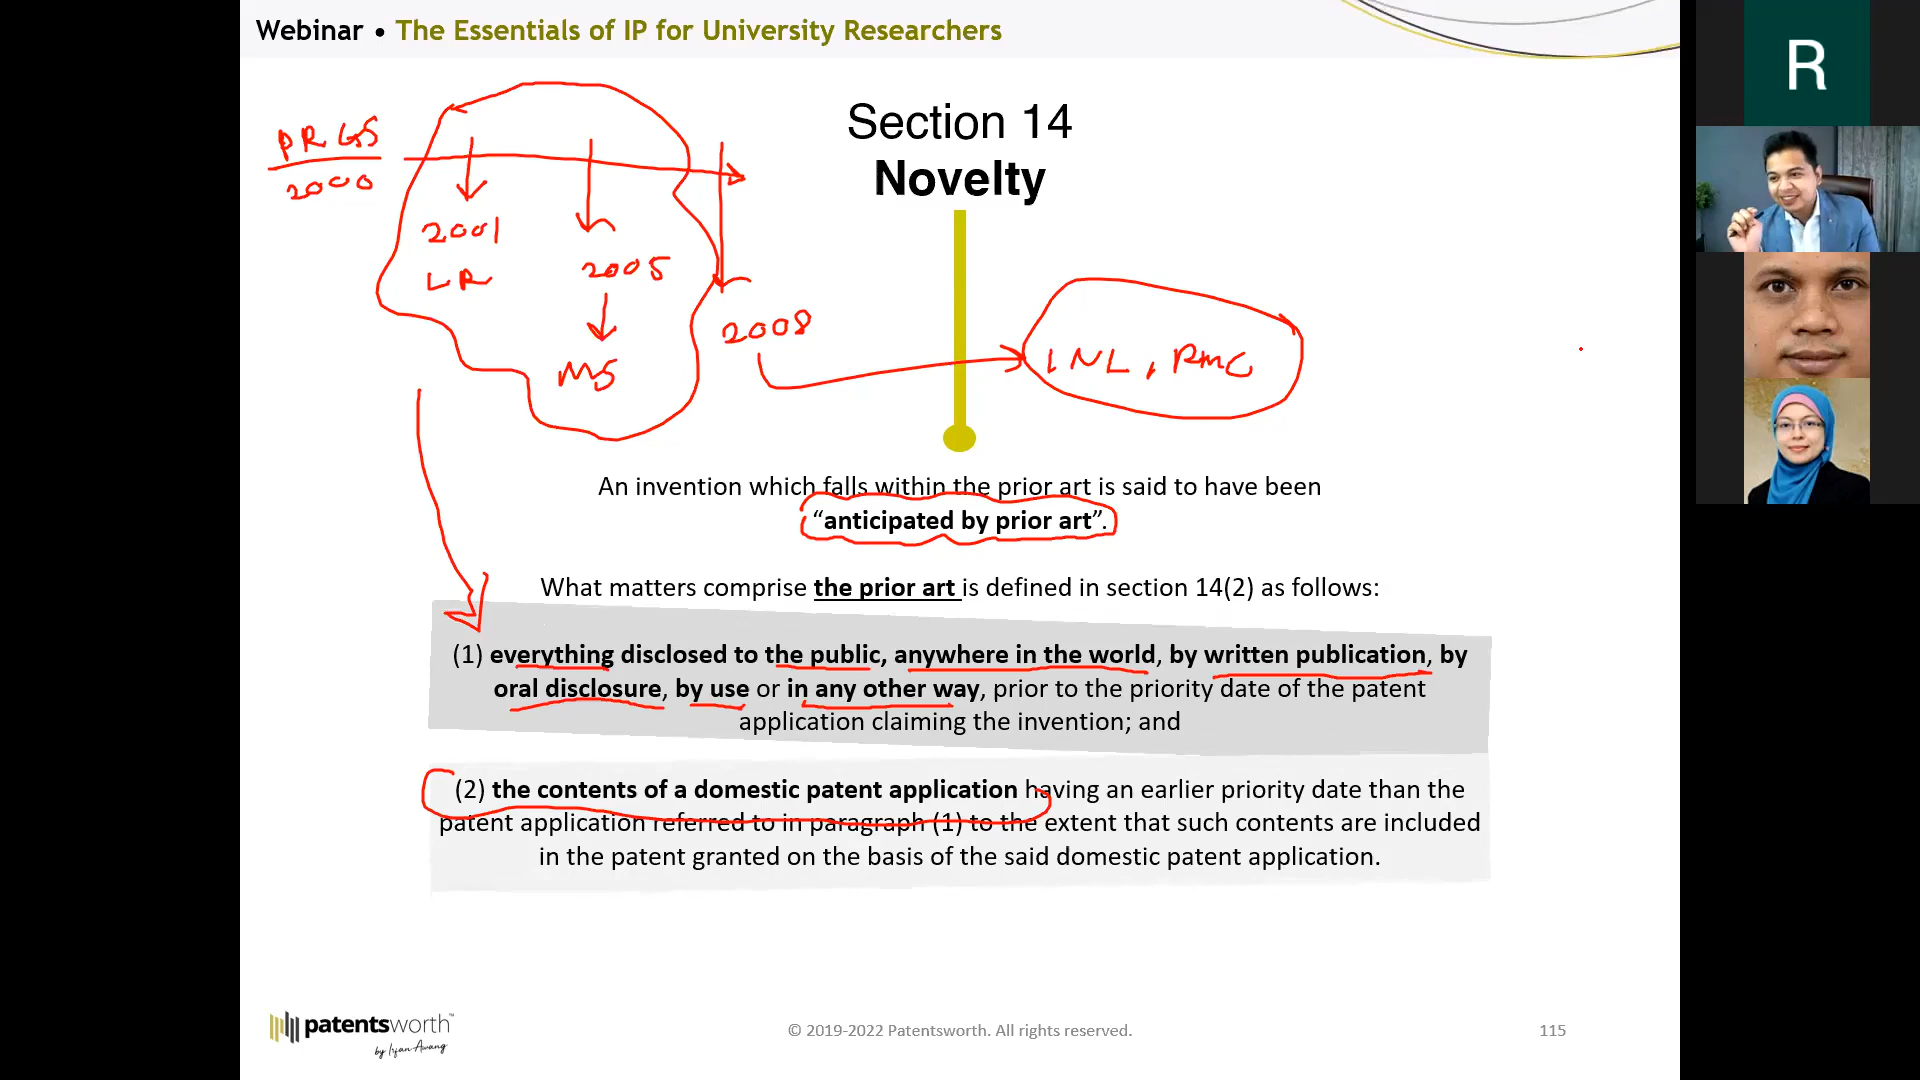 Webinar • The Essentials of IP for University Researchers
R
Section 14
Novelty
PRGS
2000
2001
LR
2005
MS
2008
INL, RMC
An invention which falls within the prior art is said to have been
“anticipated by prior art”.
What matters comprise the prior art is defined in section 14(2) as follows:
(1) everything disclosed to the public, anywhere in the world, by written publication, by
oral disclosure, by use or in any other way, prior to the priority date of the patent
application claiming the invention; and
(2) the contents of a domestic patent application having an earlier priority date than the
patent application referred to in paragraph (1) to the extent that such contents are included
in the patent granted on the basis of the said domestic patent application.
patentsworth™
by Irfan Awang
© 2019-2022 Patentsworth. All rights reserved.
115